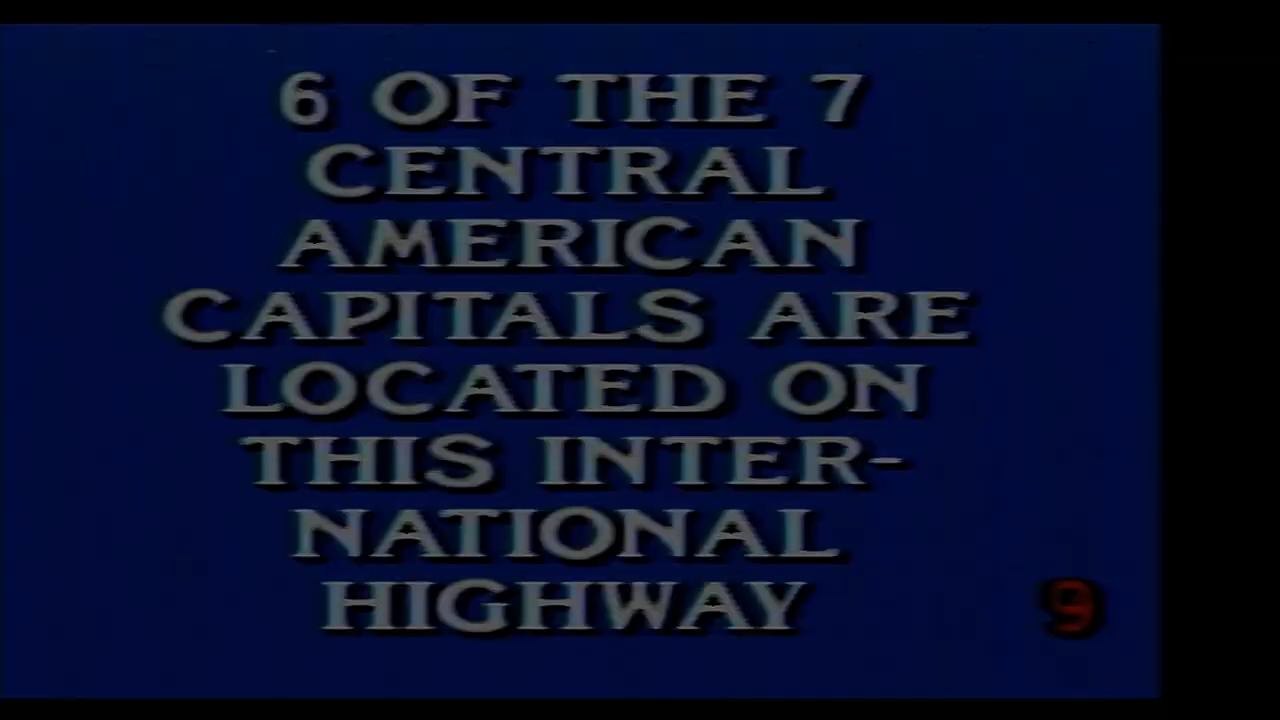 6 OF THE 7
CENTRAL
AMERICAN
CAPITALS ARE
LOCATED ON
THIS INTER-
NATIONAL
HIGHWAY
9